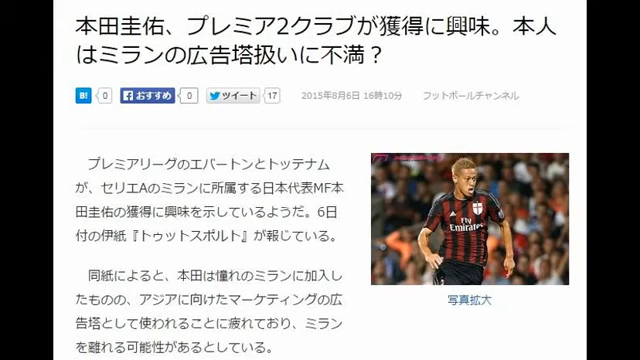 本田圭佑、プレミア2クラブが獲得に興味。本人
はミランの広告塔扱いに不満？
B! 0 おすすめ 0 ツイート 17 2015年8月6日 16時10分 フットボールチャンネル
プレミアリーグのエバートンとトッテナム
が、セリエAのミランに所属する日本代表MF本
田圭佑の獲得に興味を示しているようだ。6日
付の伊紙『トゥットスポルト』が報じている。
Fly
Emirates
写真拡大
同紙によると、本田は憧れのミランに加入し
たものの、アジアに向けたマーケティングの広
告塔として使われることに疲れており、ミラン
を離れる可能性があるとしている。